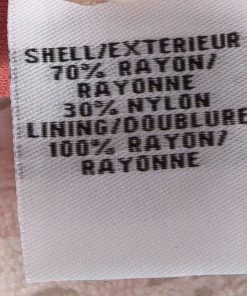 SHELL/EXTERIEUR
70% RAYON/
RAYONNE
30% NYLON
LINING/DOUBLURE
100% RAYON/
RAYONNE